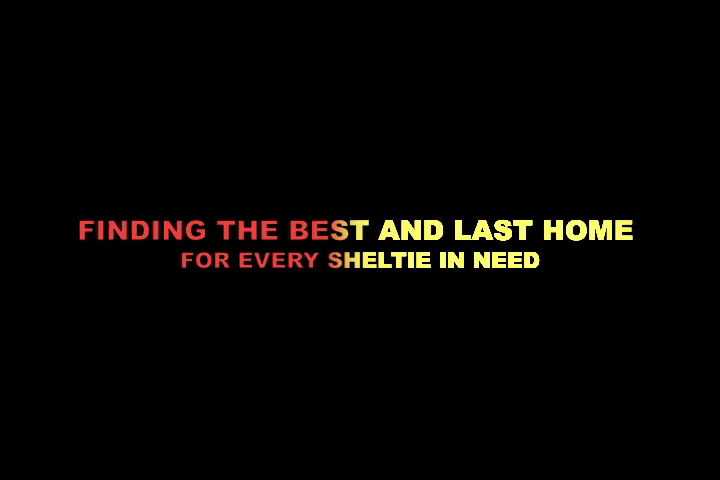 FINDING THE BEST AND LAST HOME
FOR EVERY SHELTIE IN NEED